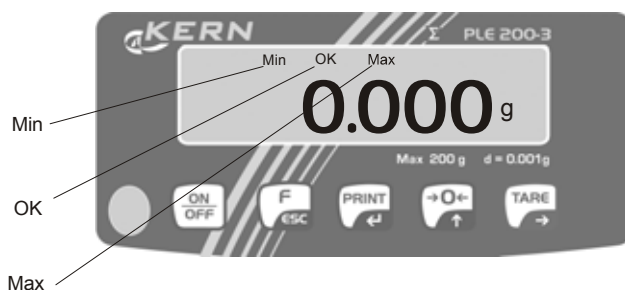 KERN
Σ PLE 200-3
Min OK Max
0.000 g
Min
Max 200 g d = 0.001g
ON
OFF
F
ESC
PRINT
↵
→0←
↑
TARE
→
OK
Max